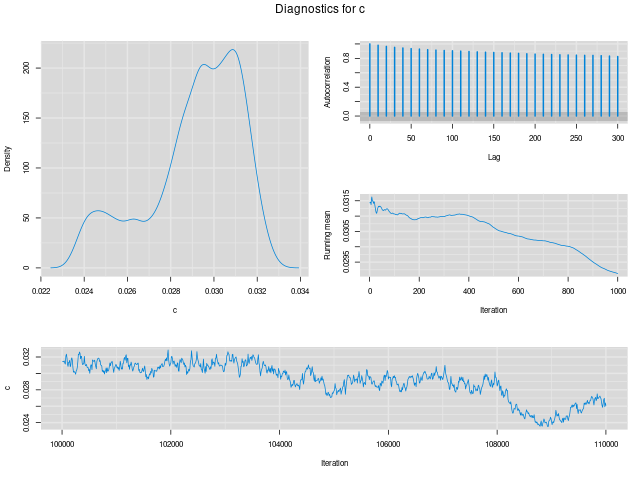 Diagnostics for c
Density
0 50 100 150 200
0.022 0.024 0.026 0.028 0.030 0.032 0.034
c
Autocorrelation
0.0 0.4 0.8
0 50 100 150 200 250 300
Lag
Running mean
0.0295 0.0305 0.0315
0 200 400 600 800 1000
Iteration
c
0.024 0.028 0.032
100000 102000 104000 106000 108000 110000
Iteration